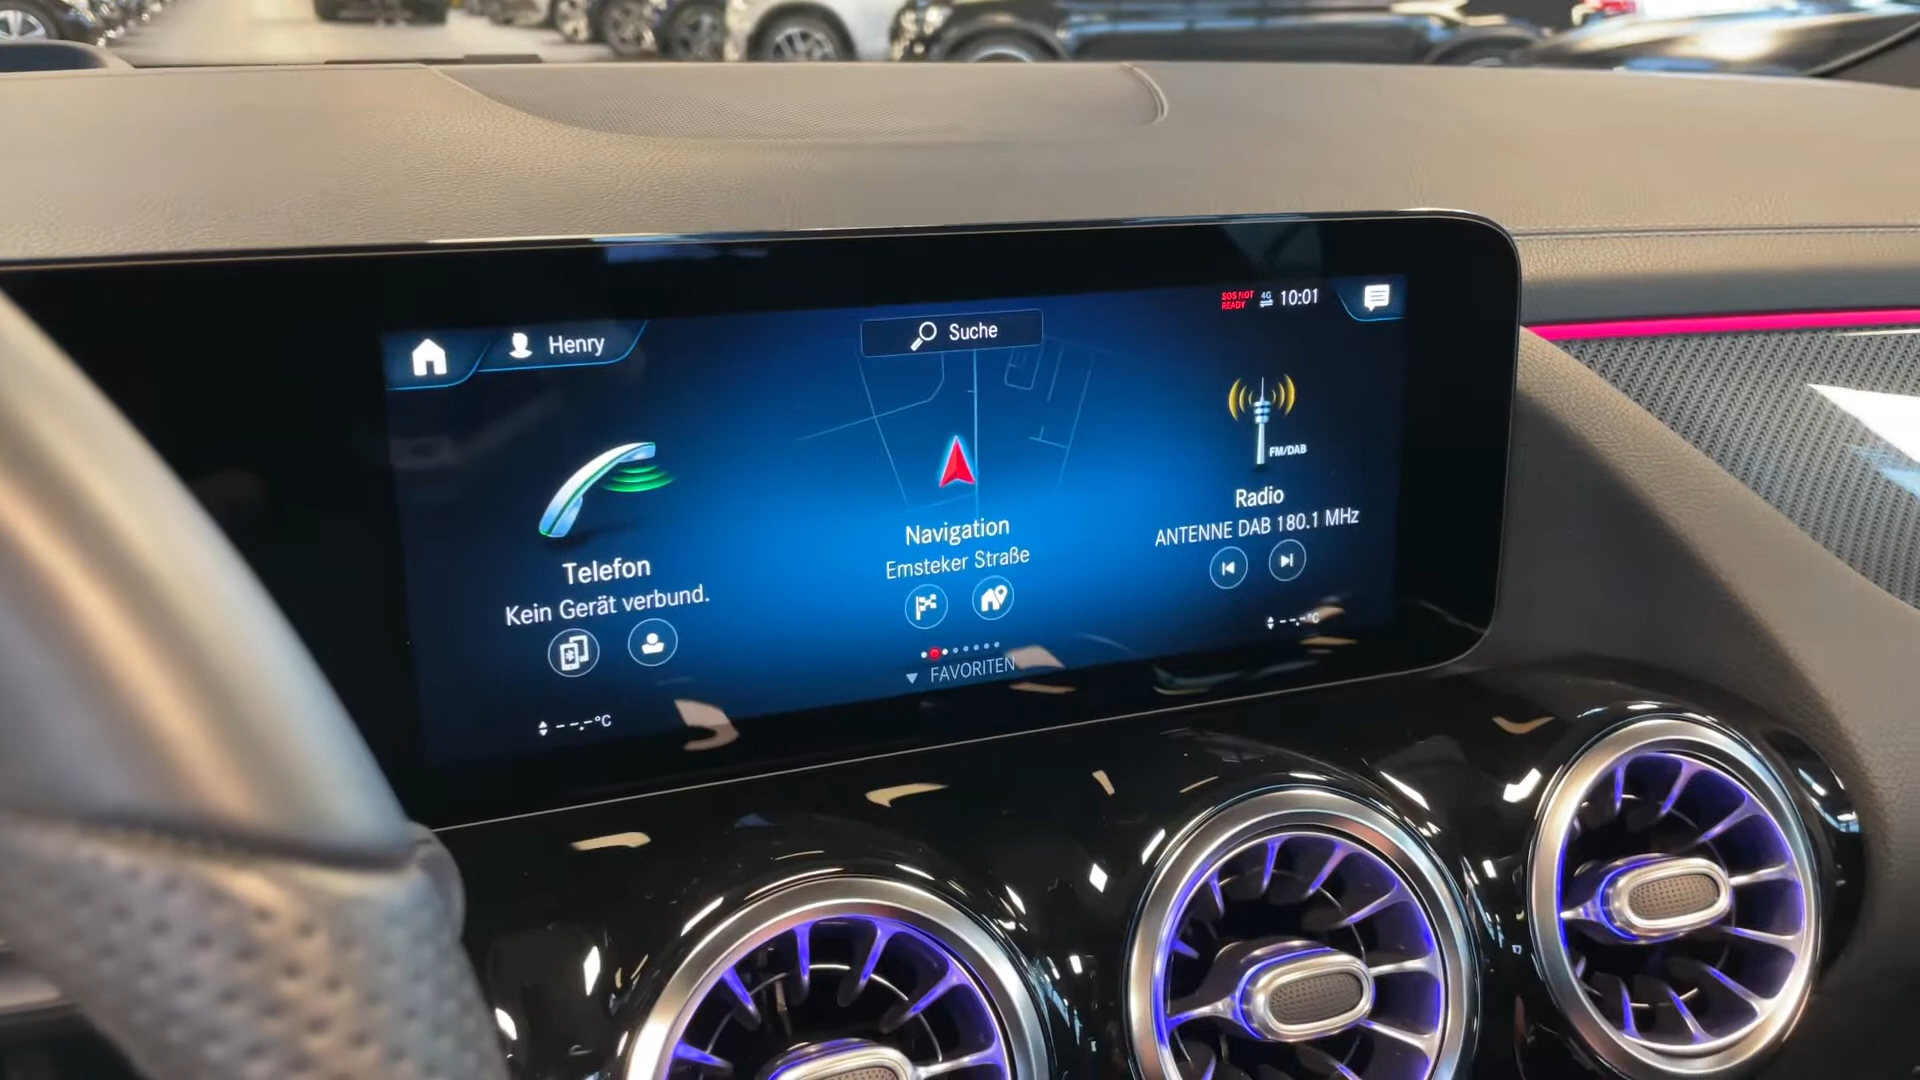 Henry
Suche
SOS NOT
READY
4G
10:01
Telefon
Kein Gerät verbund.
Navigation
Emsteker Straße
FM/DAB
Radio
ANTENNE DAB 180.1 MHz
FAVORITEN
--.-°C
--.-°C